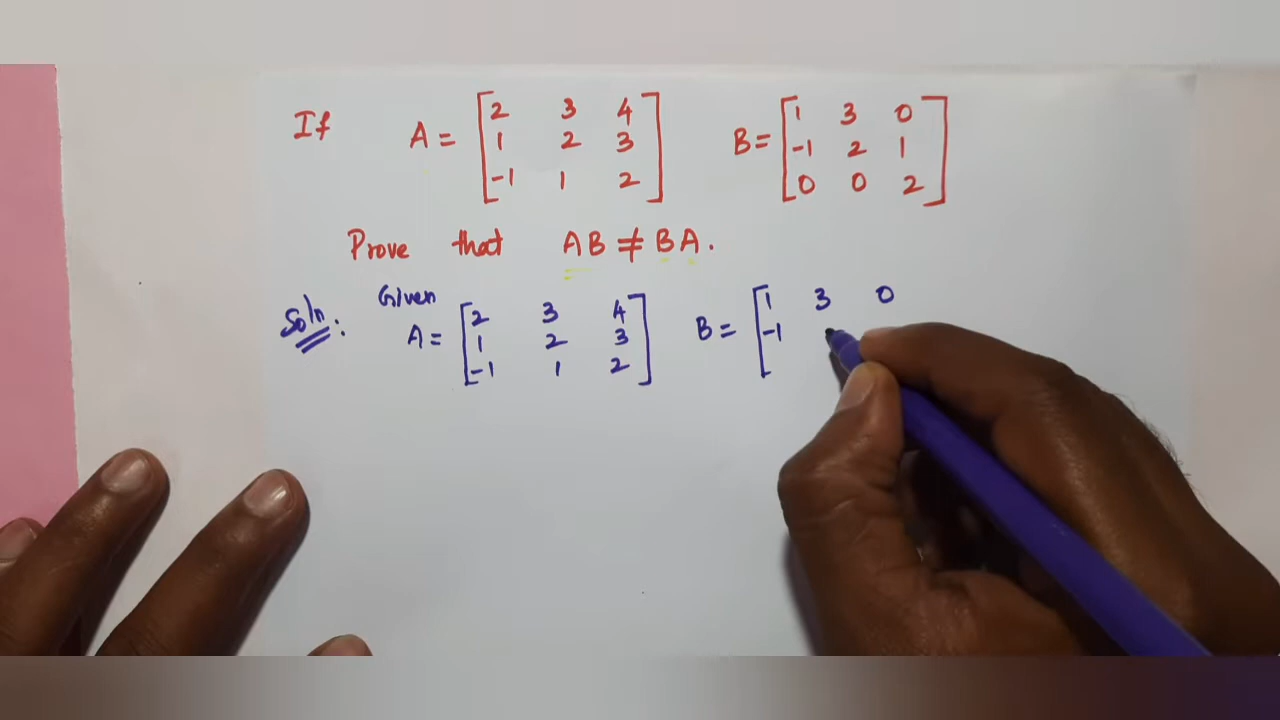 If A = [2 3 4 B = [1 3 0
1 2 3 -1 2 1
-1 1 2] 0 0 2]
Prove that AB ≠ BA.
Soln: Given
A = [2 3 4 B = [1 3 0
1 2 3 -1
-1 1 2]